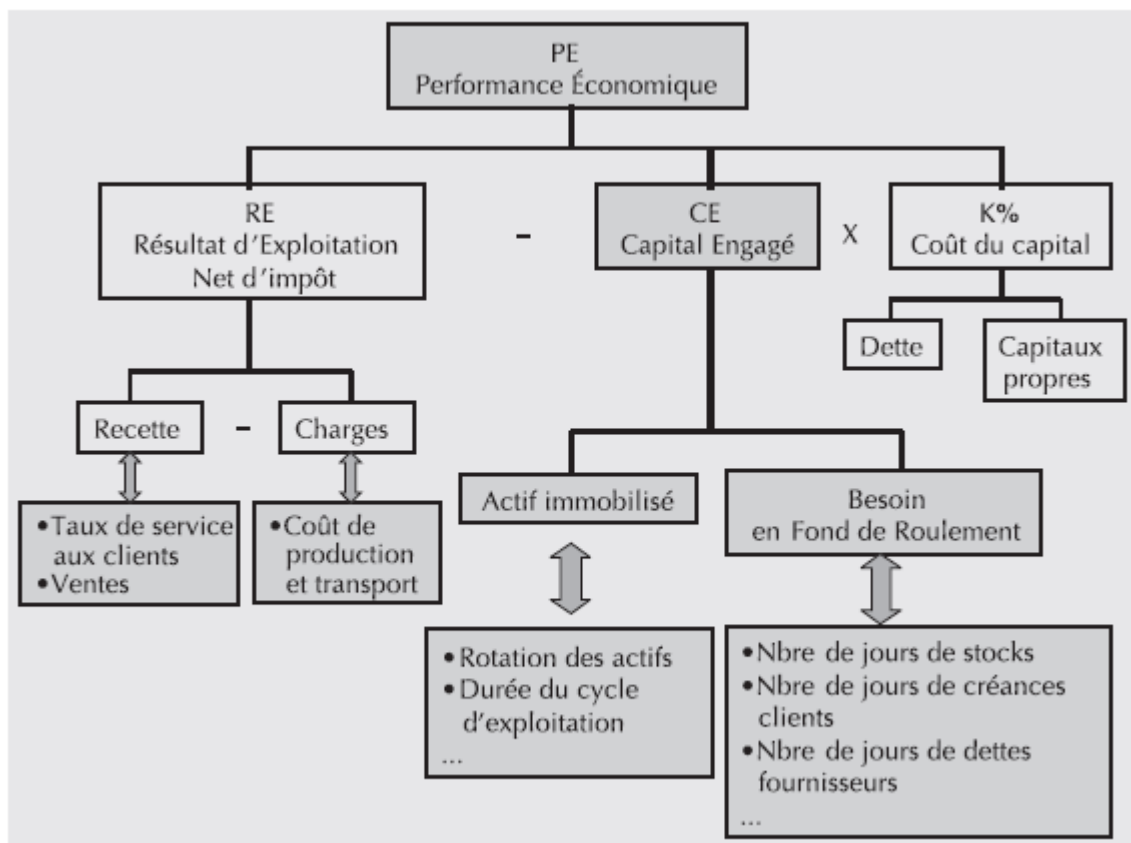 PE
Performance Économique
RE
Résultat d'Exploitation
Net d'impôt
-
CE
Capital Engagé
X
K%
Coût du capital
Dette
Capitaux
propres
Recette
-
Charges
•Taux de service
aux clients
•Ventes
•Coût de
production
et transport
Actif immobilisé
Besoin
en Fond de Roulement
•Rotation des actifs
•Durée du cycle
d'exploitation
...
•Nbre de jours de stocks
•Nbre de jours de créances
clients
•Nbre de jours de dettes
fournisseurs
...